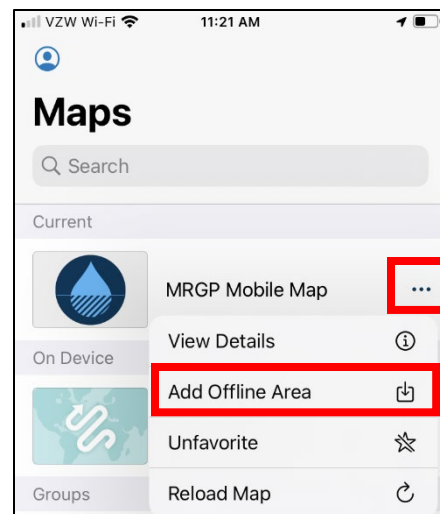 VZW Wi-Fi 11:21 AM
Maps
Search
Current
MRGP Mobile Map
View Details
On Device
Add Offline Area
Unfavorite
Groups
Reload Map